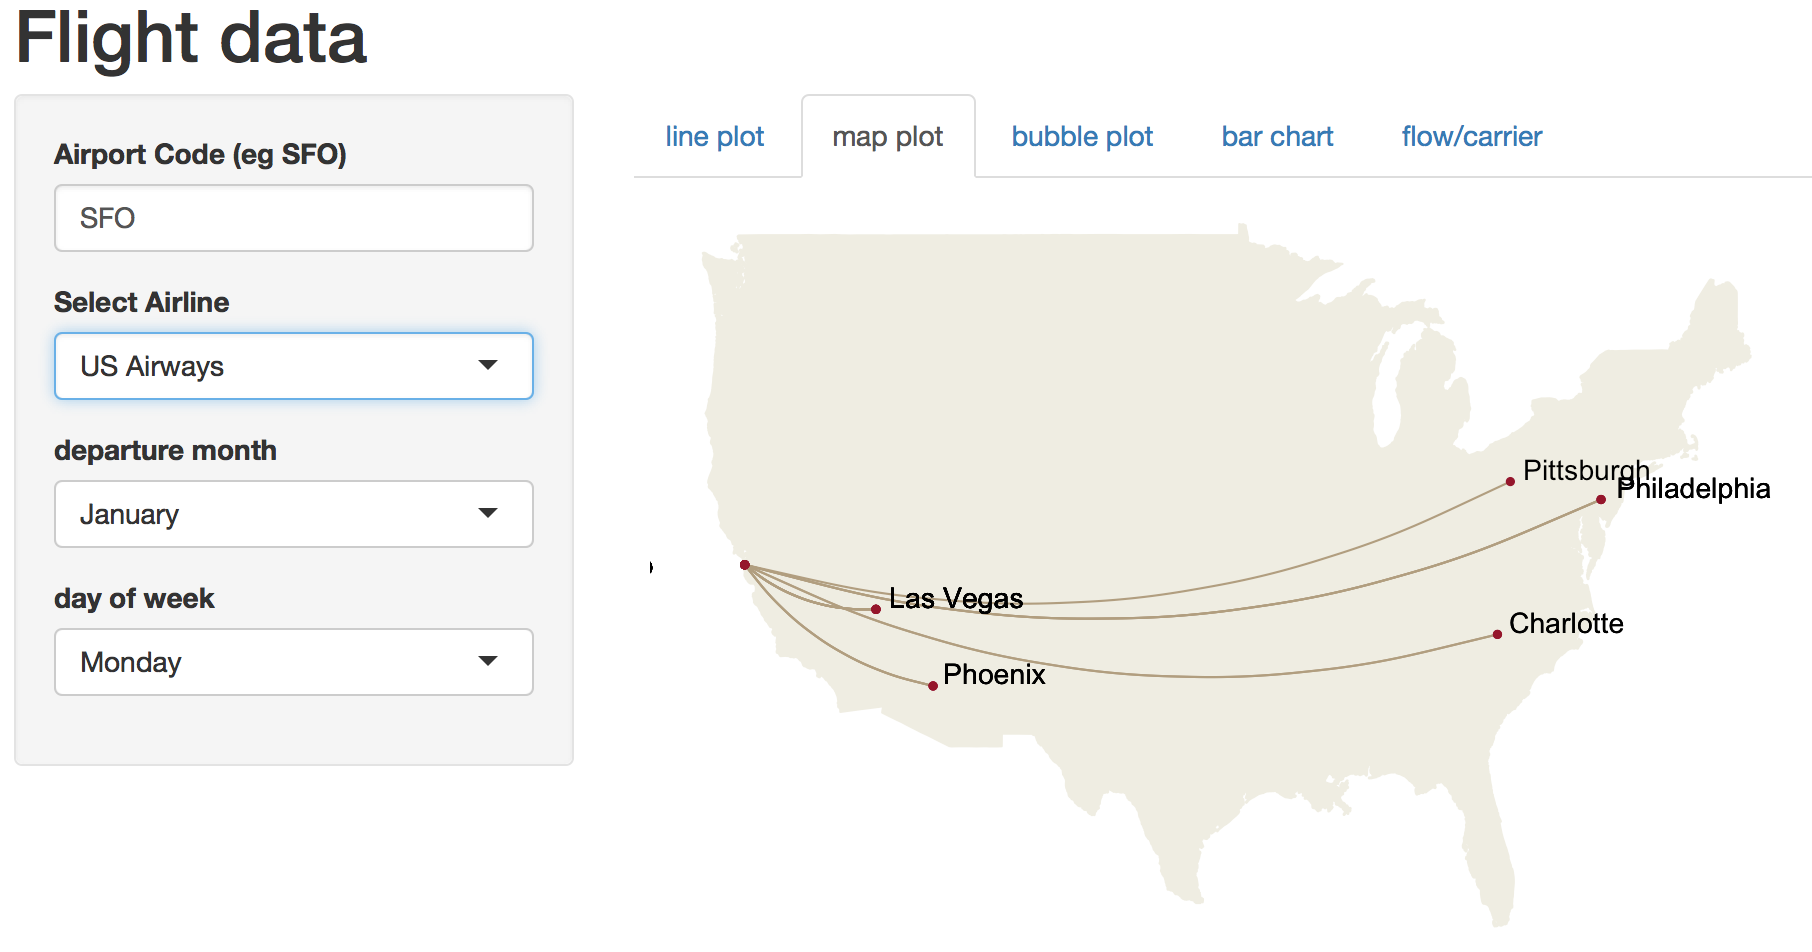 Flight data
Airport Code (eg SFO)
SFO
Select Airline
US Airways
departure month
January
day of week
Monday
line plot
map plot
bubble plot
bar chart
flow/carrier
Pittsburgh
Philadelphia
Las Vegas
Charlotte
Phoenix